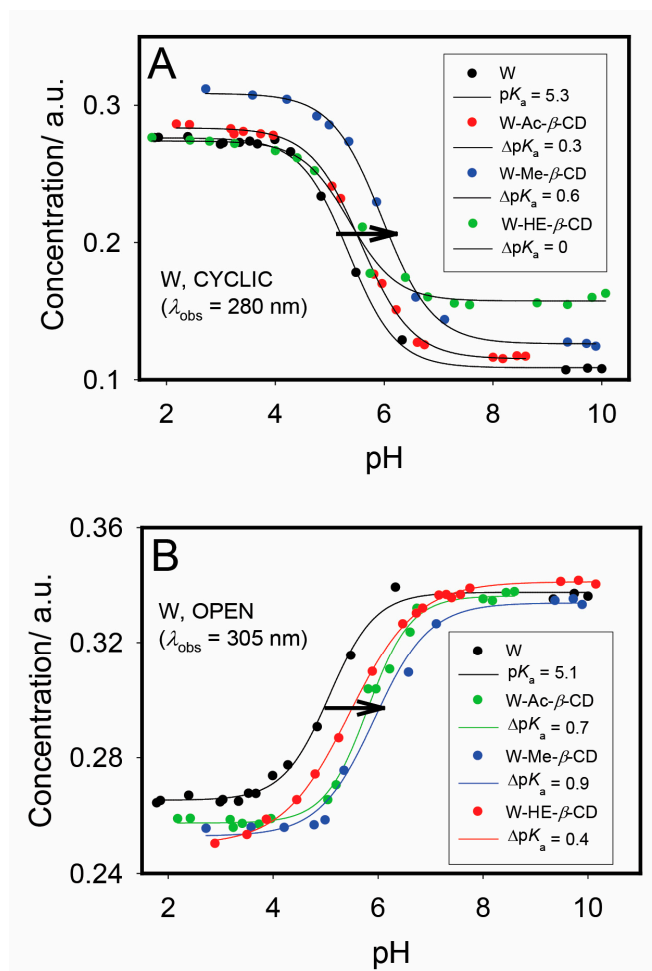 A
W
pKa = 5.3
W-Ac-β-CD
ΔpKa = 0.3
W-Me-β-CD
ΔpKa = 0.6
W-HE-β-CD
ΔpKa = 0
W, CYCLIC
(λobs = 280 nm)
Concentration/ a.u.
0.3
0.2
0.1
2 4 6 8 10
pH
B
W, OPEN
(λobs = 305 nm)
W
pKa = 5.1
W-Ac-β-CD
ΔpKa = 0.7
W-Me-β-CD
ΔpKa = 0.9
W-HE-β-CD
ΔpKa = 0.4
Concentration/ a.u.
0.36
0.32
0.28
0.24
2 4 6 8 10
pH